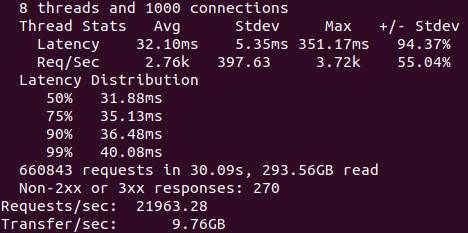 8 threads and 1000 connections
Thread Stats   Avg      Stdev     Max   +/- Stdev
Latency    32.10ms    5.35ms 351.17ms   94.37%
Req/Sec     2.76k   397.63     3.72k    55.04%
Latency Distribution
50%   31.88ms
75%   35.13ms
90%   36.48ms
99%   40.08ms
660843 requests in 30.09s, 293.56GB read
Non-2xx or 3xx responses: 270
Requests/sec:  21963.28
Transfer/sec:      9.76GB